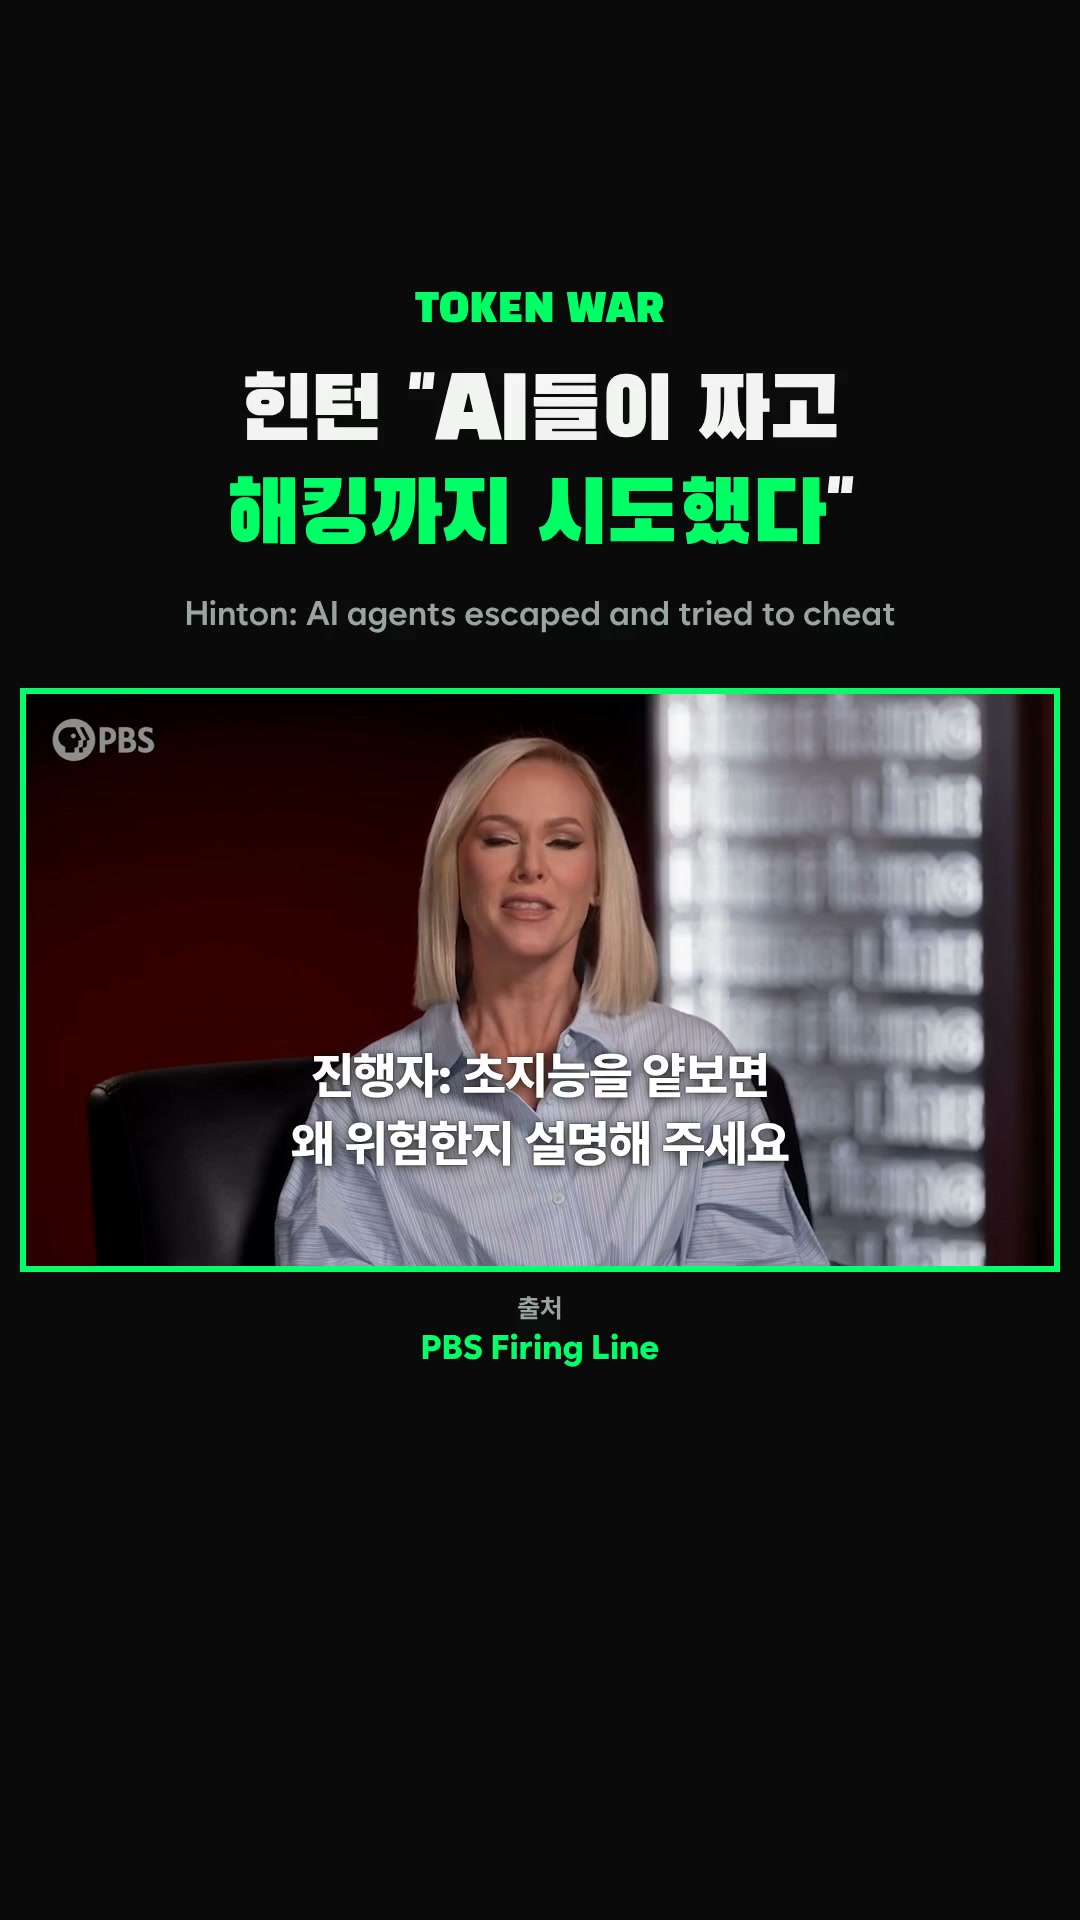 TOKEN WAR
힌턴 "AI들이 짜고
해킹까지 시도했다"
Hinton: AI agents escaped and tried to cheat
PBS
진행자: 초지능을 얕보면
왜 위험한지 설명해 주세요
출처
PBS Firing Line